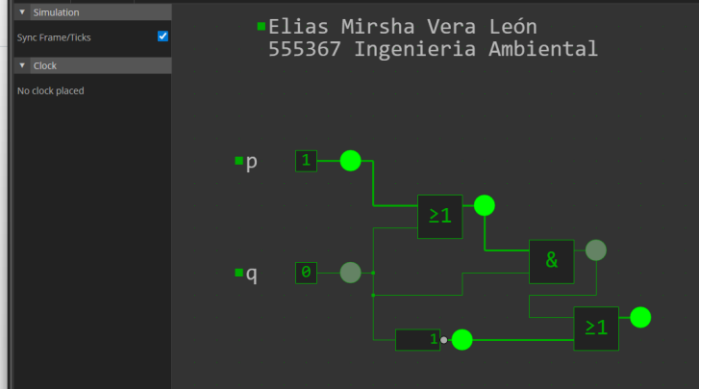 ▼ Simulation
Sync Frame/Ticks
▼ Clock
No clock placed
Elias Mirsha Vera León
555367 Ingenieria Ambiental
p 1
≥1
&
q 0
≥1
1